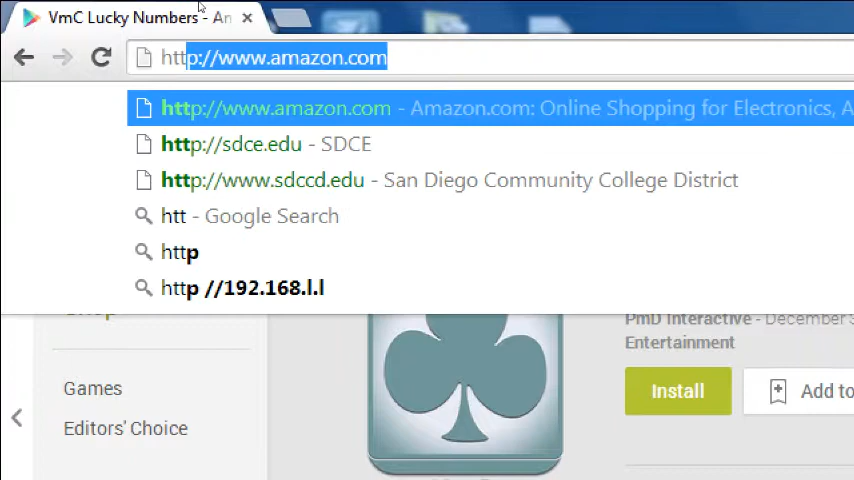 VmC Lucky Numbers - An
http://www.amazon.com
http://www.amazon.com - Amazon.com: Online Shopping for Electronics, A
http://sdce.edu - SDCE
http://www.sdccd.edu - San Diego Community College District
htt - Google Search
http
http //192.168.l.l
PmD Interactive - December 3
Entertainment
Games
Install
Add to
Editors' Choice